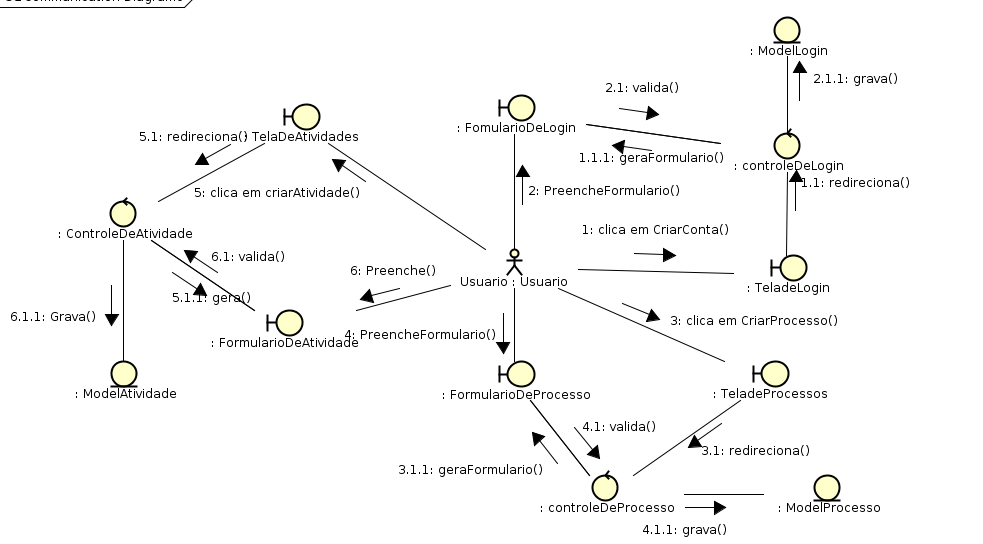 : ModelLogin
2.1.1: grava()
2.1: valida()
: TelaDeAtividades
5.1: redireciona()
: FomularioDeLogin
1.1.1: geraFormulario()
: controleDeLogin
1.1: redireciona()
5: clica em criarAtividade()
2: PreencheFormulario()
: ControleDeAtividade
1: clica em CriarConta()
6.1: valida()
6: Preenche()
Usuario : Usuario
: TeladeLogin
5.1.1: gera()
6.1.1: Grava()
3: clica em CriarProcesso()
4: PreencheFormulario()
: FormularioDeAtividade
: ModelAtividade
: FormularioDeProcesso
: TeladeProcessos
4.1: valida()
3.1: redireciona()
3.1.1: geraFormulario()
: controleDeProcesso
: ModelProcesso
4.1.1: grava()